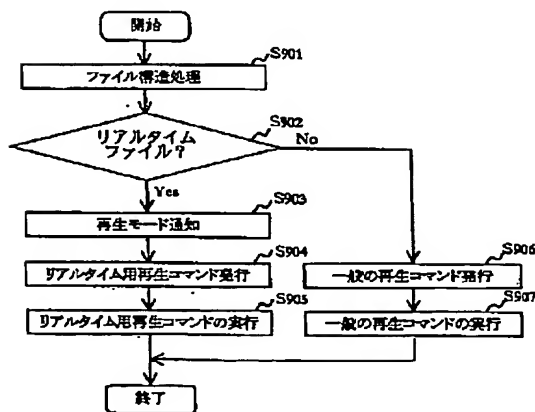 開始
S901
ファイル構造処理
S902
リアルタイム
ファイル？
No
Yes
S903
再生モード通知
S904
リアルタイム用再生コマンド発行
S905
リアルタイム用再生コマンドの実行
S906
一般の再生コマンド発行
S907
一般の再生コマンドの実行
終了